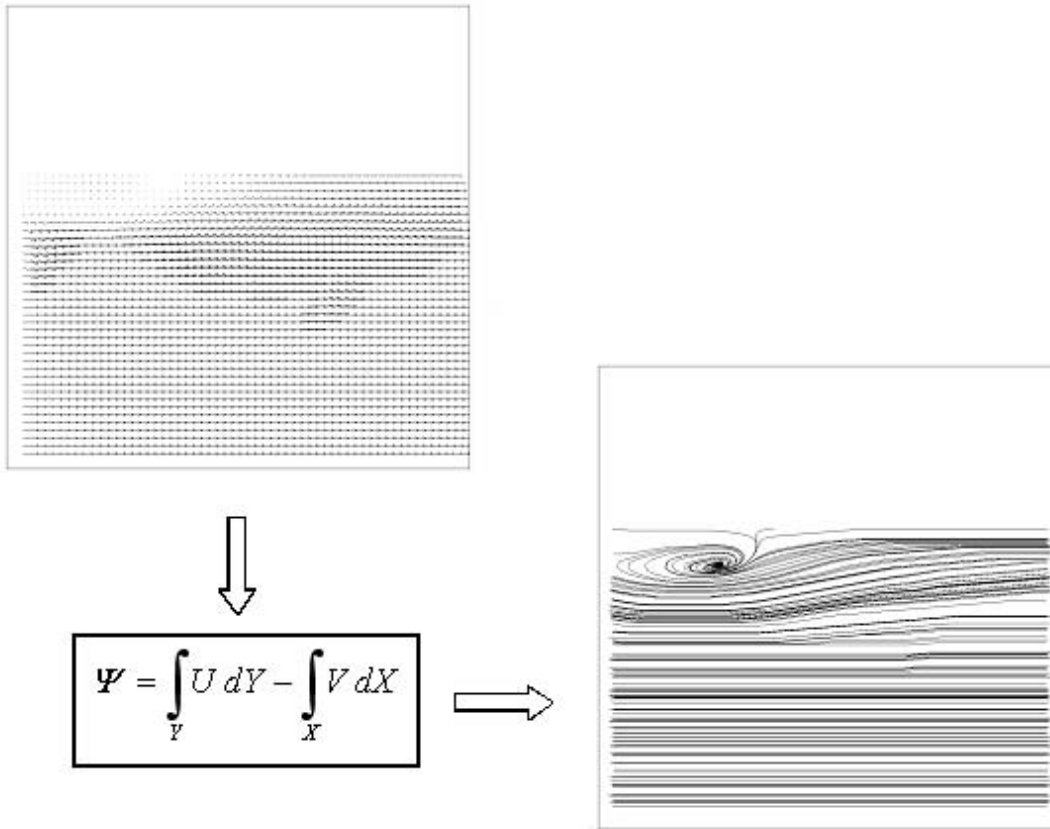 Ψ = ∫_Y U dY − ∫_X V dX